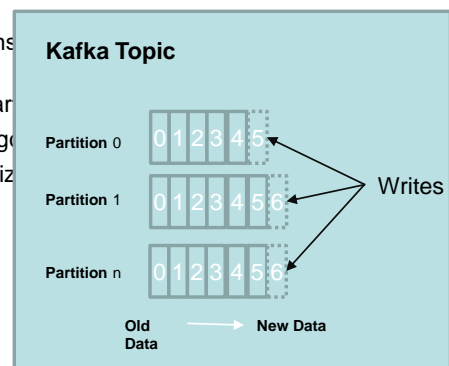 Kafka Topic
Partition 0
0 1 2 3 4 5
Partition 1
0 1 2 3 4 5 6
Writes
Partition n
0 1 2 3 4 5 6
Old Data
New Data